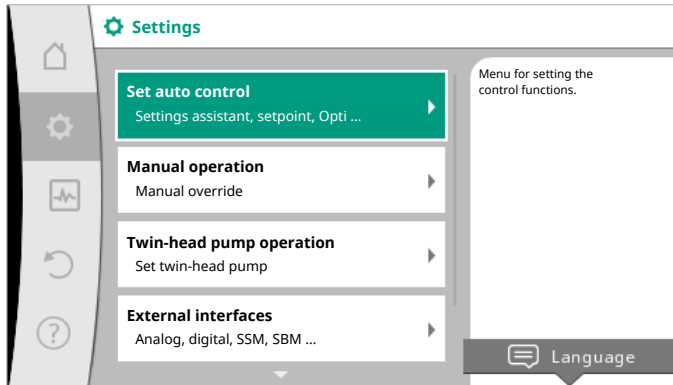 Settings
Set auto control
Settings assistant, setpoint, Opti ...
Manual operation
Manual override
Twin-head pump operation
Set twin-head pump
External interfaces
Analog, digital, SSM, SBM ...
Menu for setting the
control functions.
?
Language